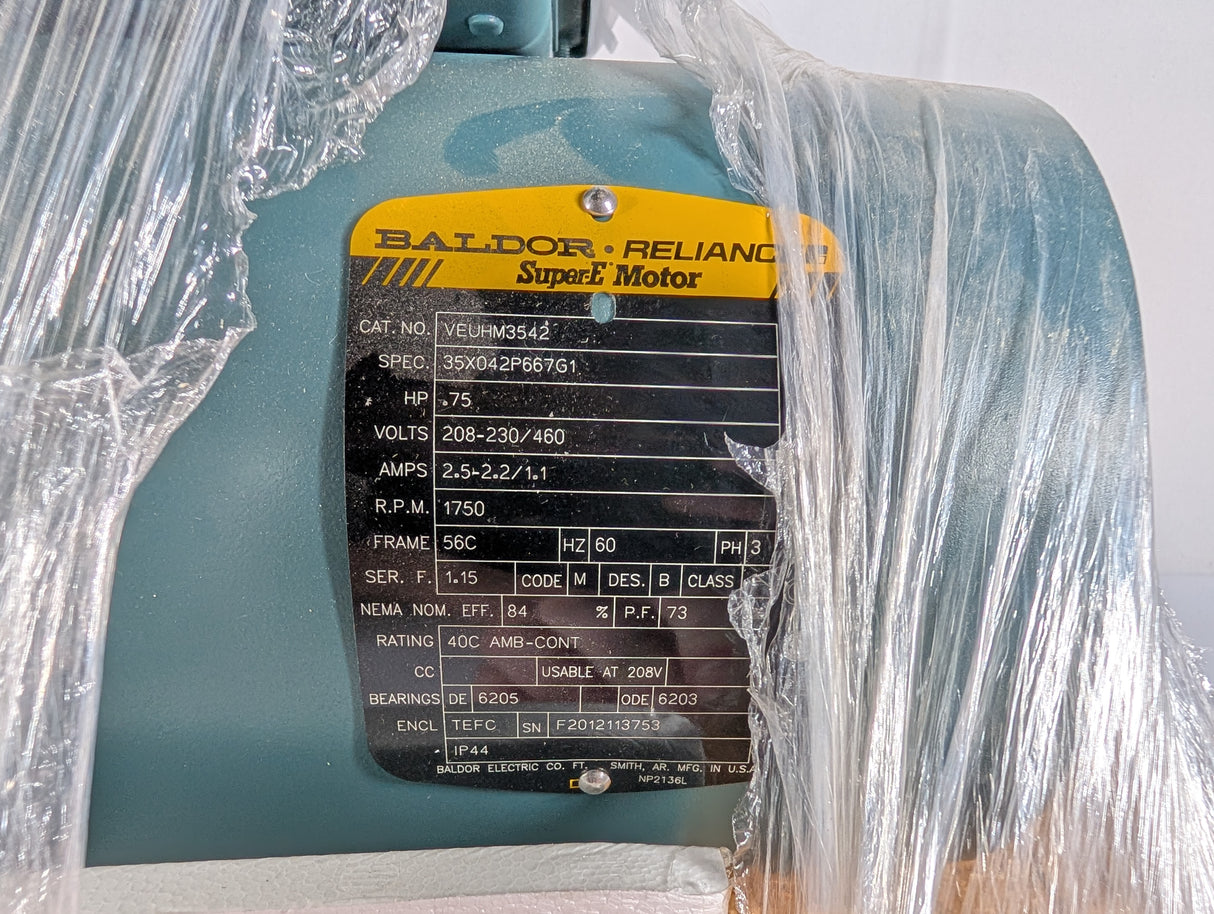 BALDOR • RELIANCE
Super-E Motor
CAT. NO. VEUHM3542
SPEC. 35X042P667G1
HP .75
VOLTS 208-230/460
AMPS 2.5-2.2/1.1
R.P.M. 1750
FRAME 56C HZ 60 PH 3
SER. F. 1.15 CODE M DES. B CLASS
NEMA NOM. EFF. 84 % P.F. 73
RATING 40C AMB-CONT
CC USABLE AT 208V
BEARINGS DE 6205 ODE 6203
ENCL TEFC SN F2012113753
IP44
BALDOR ELECTRIC CO. FT. SMITH, AR. MFG. IN U.S.A
NP2136L